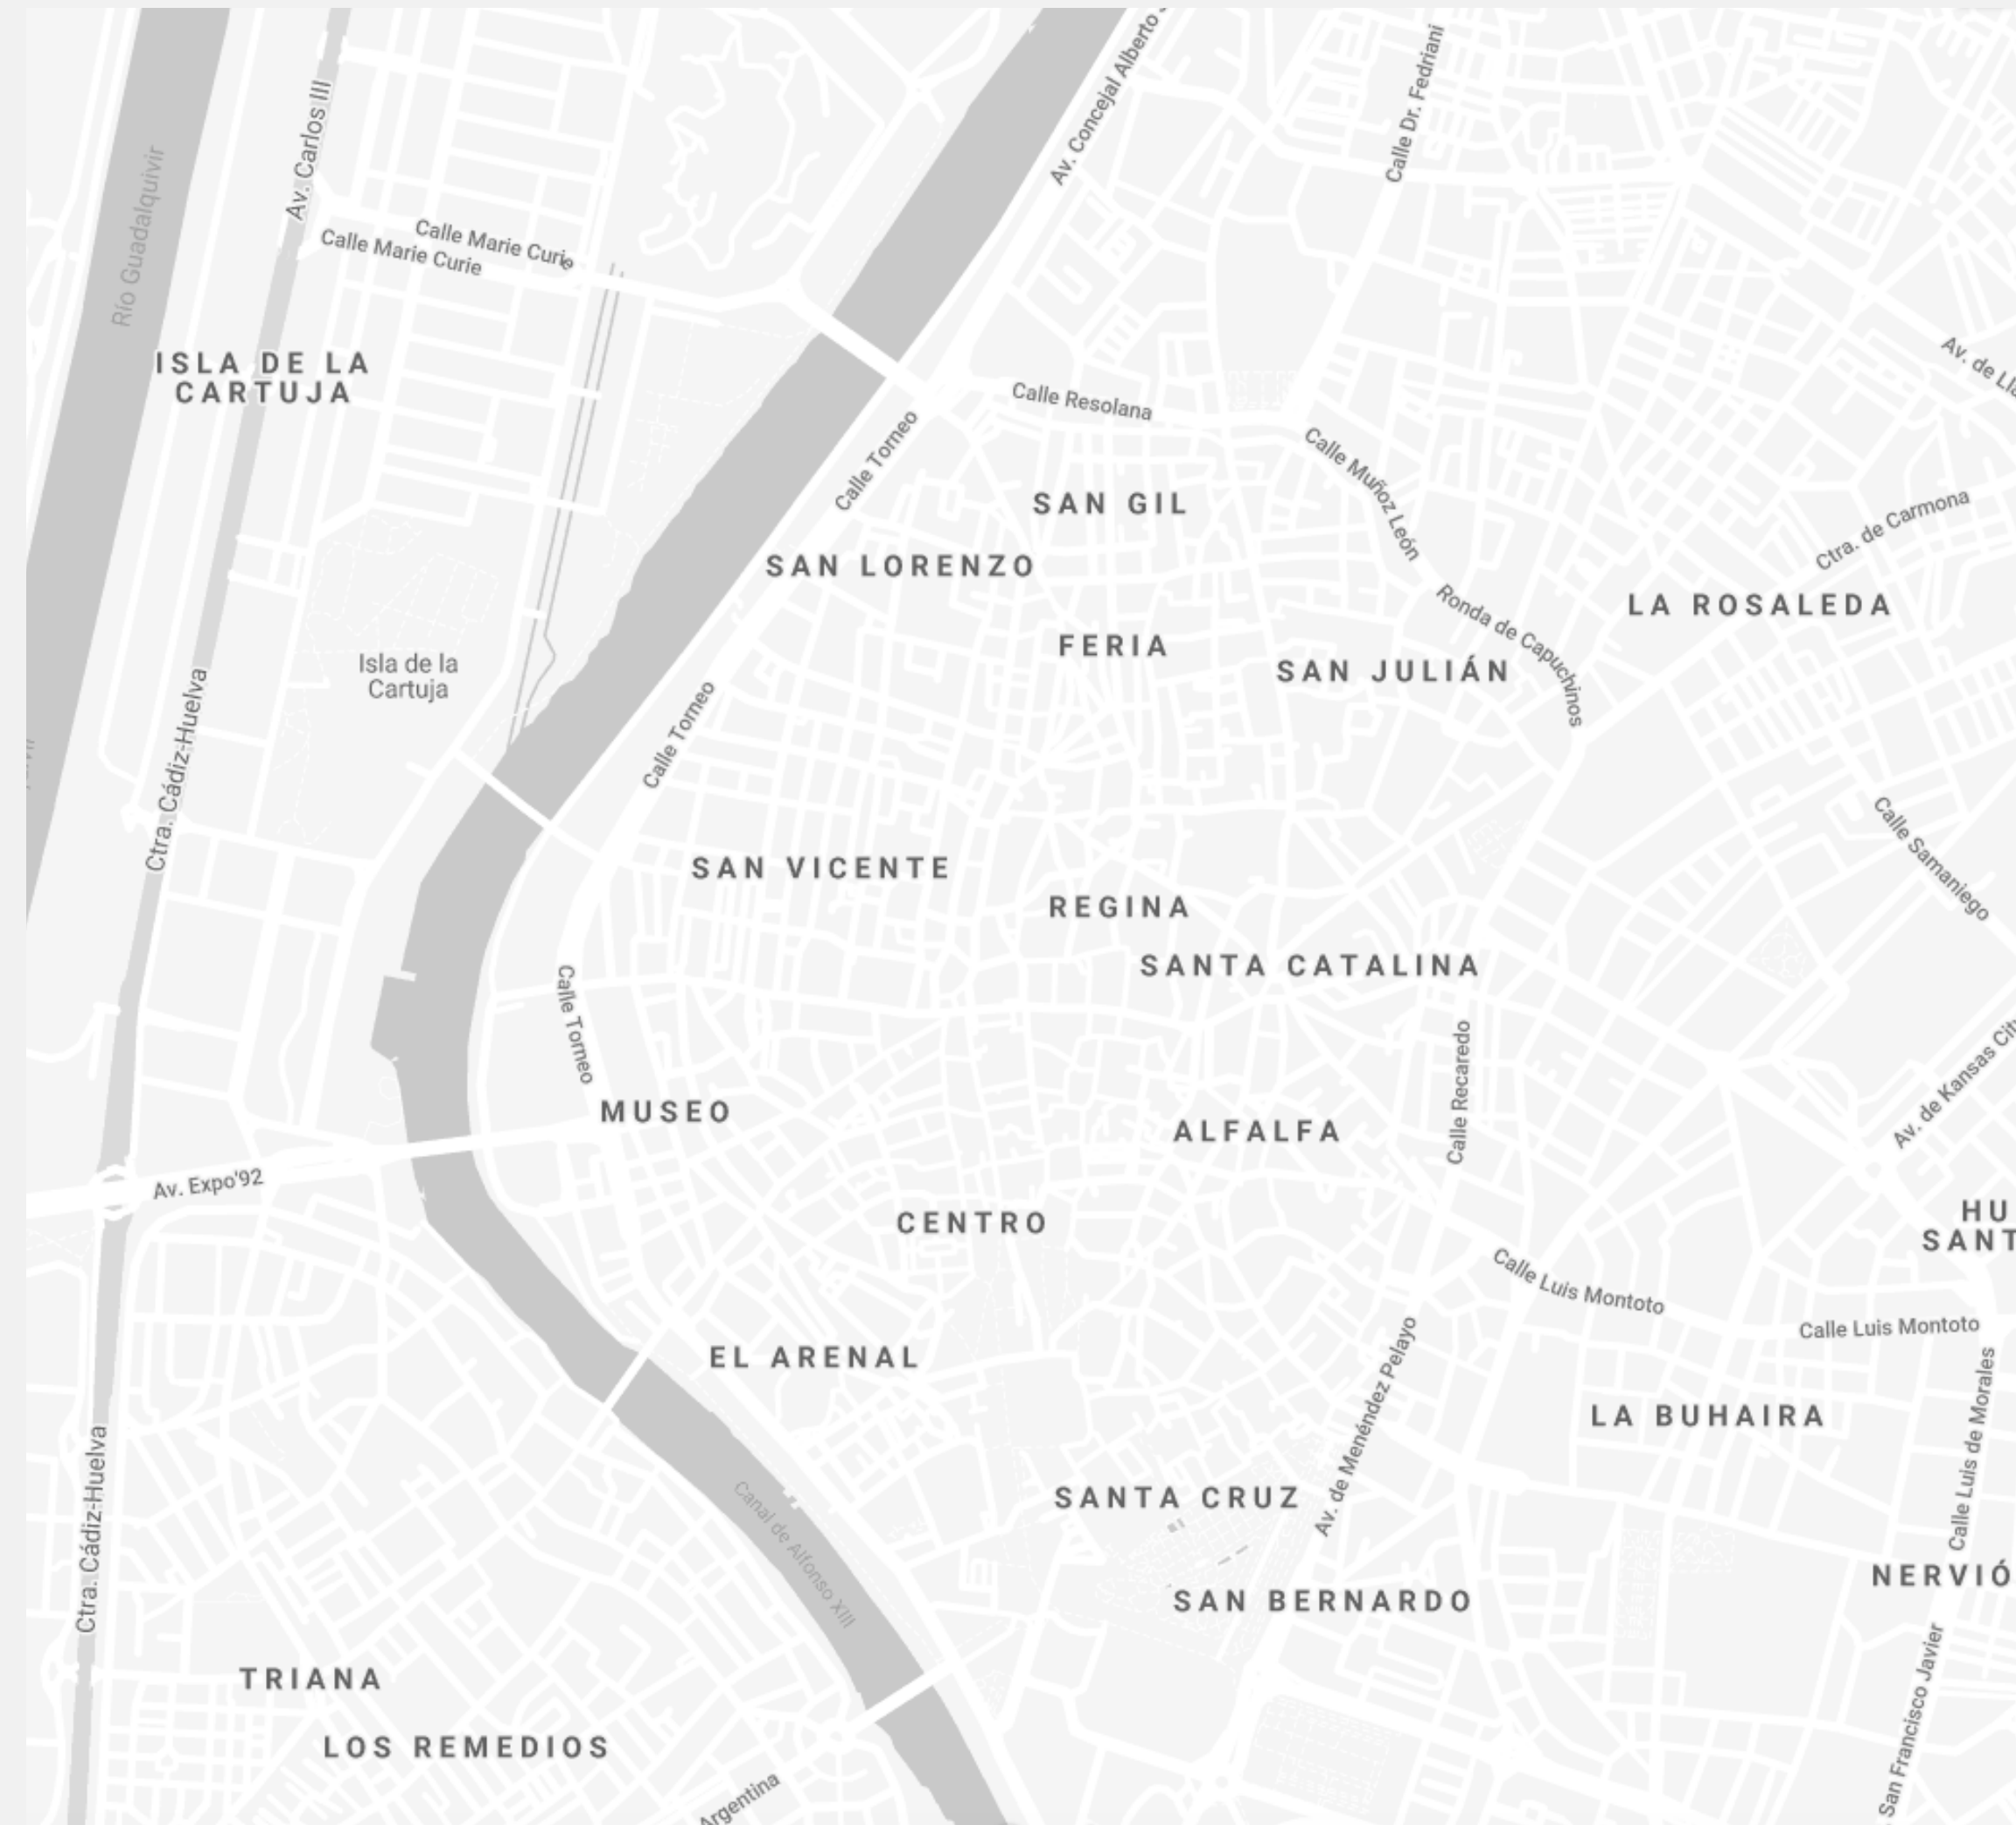 Av. Concejal Alberto
Calle Dr. Fedriani
Av. Carlos III
Río Guadalquivir
Calle Marie Curie
Calle Marie Curie
ISLA DE LA
CARTUJA
Av. de Lla
Calle Resolana
Calle Torneo
Calle Muñoz León
SAN GIL
Ctra. de Carmona
SAN LORENZO
LA ROSALEDA
Ronda de Capuchinos
FERIA
SAN JULIÁN
Isla de la
Cartuja
Calle Torneo
Ctra. Cádiz-Huelva
Calle Samaniego
SAN VICENTE
REGINA
SANTA CATALINA
Calle Torneo
Calle Recaredo
Av. de Kansas Cit
MUSEO
ALFALFA
Av. Expo'92
CENTRO
HU
SANT
Calle Luis Montoto
Calle Luis Montoto
EL ARENAL
Av. de Menéndez Pelayo
LA BUHAIRA
Calle Luis de Morales
Ctra. Cádiz-Huelva
Canal de Alfonso XIII
SANTA CRUZ
NERVIÓ
SAN BERNARDO
TRIANA
San Francisco Javier
LOS REMEDIOS
Argentina